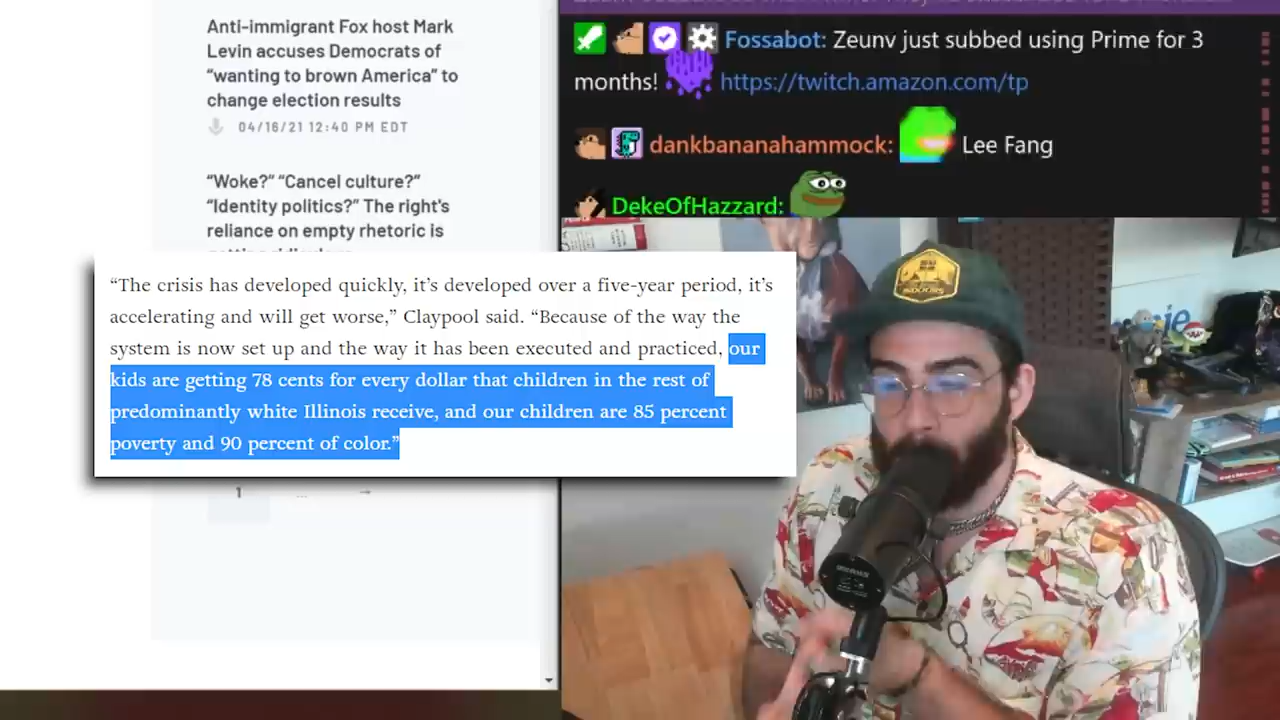 Anti-immigrant Fox host Mark
Levin accuses Democrats of
“wanting to brown America” to
change election results
04/16/21 12:40 PM EDT
“Woke?” “Cancel culture?”
“Identity politics?” The right's
reliance on empty rhetoric is
“The crisis has developed quickly, it’s developed over a five-year period, it’s
accelerating and will get worse,” Claypool said. “Because of the way the
system is now set up and the way it has been executed and practiced, our
kids are getting 78 cents for every dollar that children in the rest of
predominantly white Illinois receive, and our children are 85 percent
poverty and 90 percent of color.”
1 ... →
Fossabot: Zeunv just subbed using Prime for 3
months! https://twitch.amazon.com/tp
dankbananahammock: Lee Fang
DekeOfHazzard: